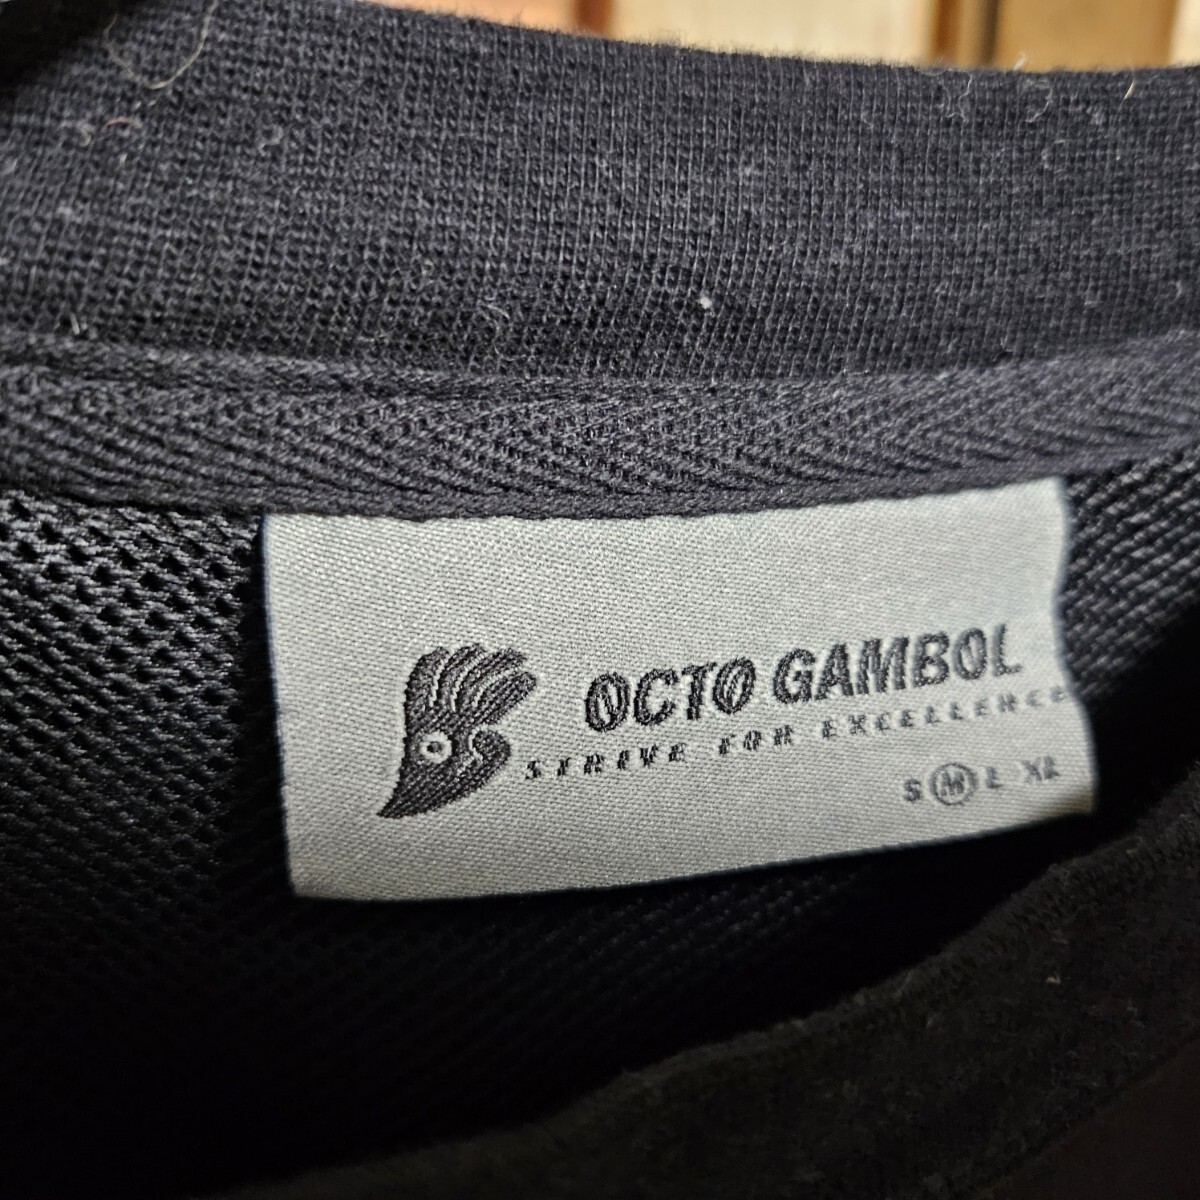 OCTO GAMBOL
STRIVE FOR EXCELLENCE
S M L XL